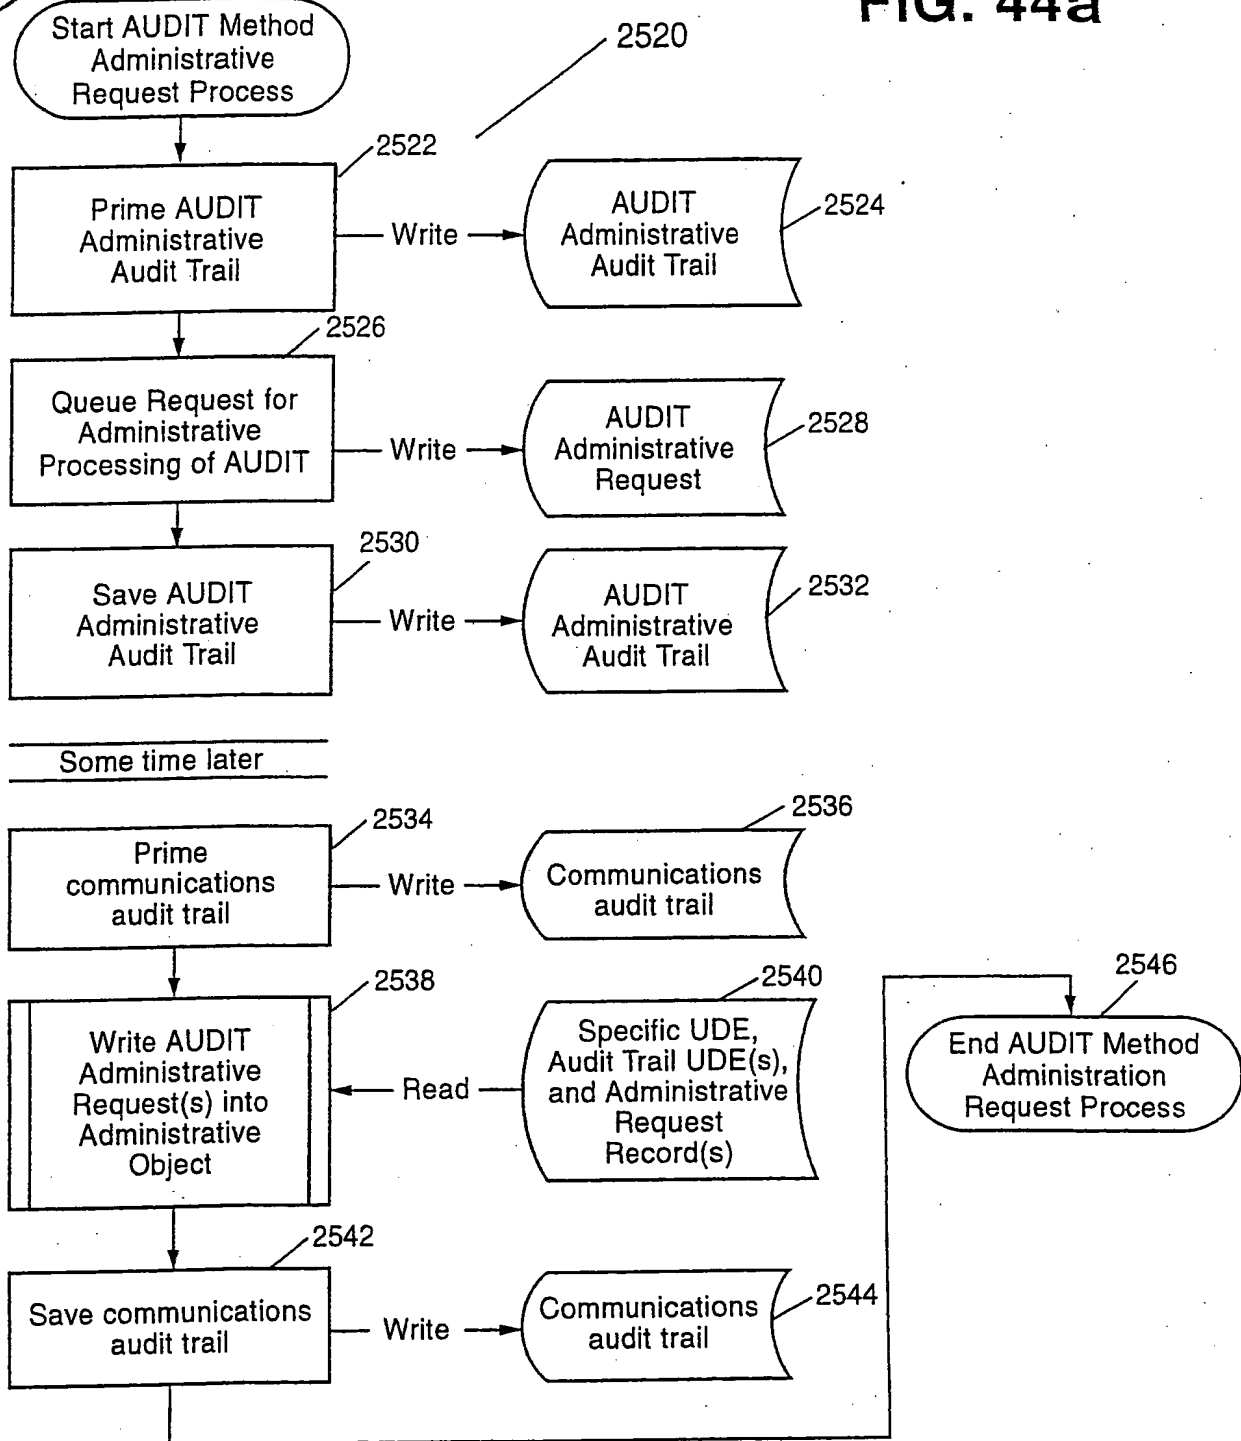 FIG. 44a
Start AUDIT Method
Administrative
Request Process
2520
2522
Prime AUDIT
Administrative
Audit Trail
Write
AUDIT
Administrative
Audit Trail
2524
2526
Queue Request for
Administrative
Processing of AUDIT
Write
AUDIT
Administrative
Request
2528
2530
Save AUDIT
Administrative
Audit Trail
Write
AUDIT
Administrative
Audit Trail
2532
Some time later
2534
Prime
communications
audit trail
Write
2536
Communications
audit trail
2538
Write AUDIT
Administrative
Request(s) into
Administrative
Object
Read
2540
Specific UDE,
Audit Trail UDE(s),
and Administrative
Request
Record(s)
2546
End AUDIT Method
Administration
Request Process
2542
Save communications
audit trail
Write
Communications
audit trail
2544